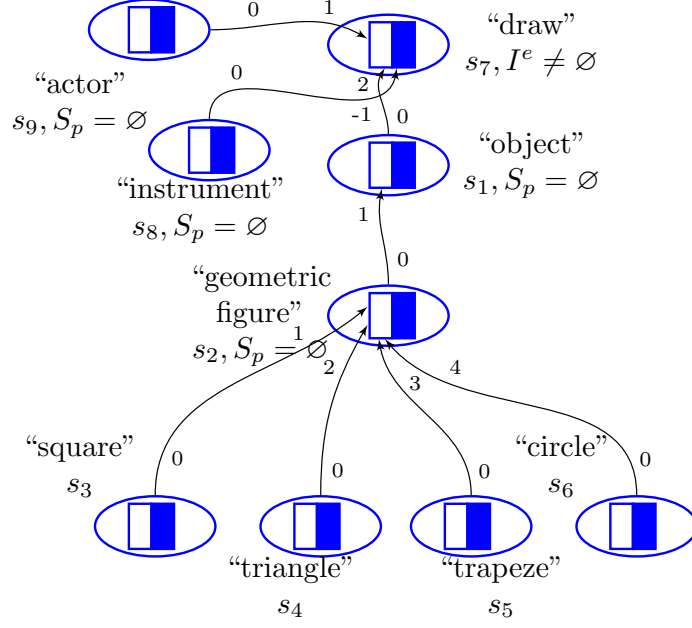 0
1
“draw”
s₇, Iᵉ ≠ ∅
“actor”
s₉, Sₚ = ∅
0
2
-1
0
“object”
s₁, Sₚ = ∅
“instrument”
s₈, Sₚ = ∅
1
0
“geometric
figure”
s₂, Sₚ = ∅
1
2
3
4
“square”
s₃
0
0
0
“circle”
s₆
0
“triangle”
s₄
“trapeze”
s₅